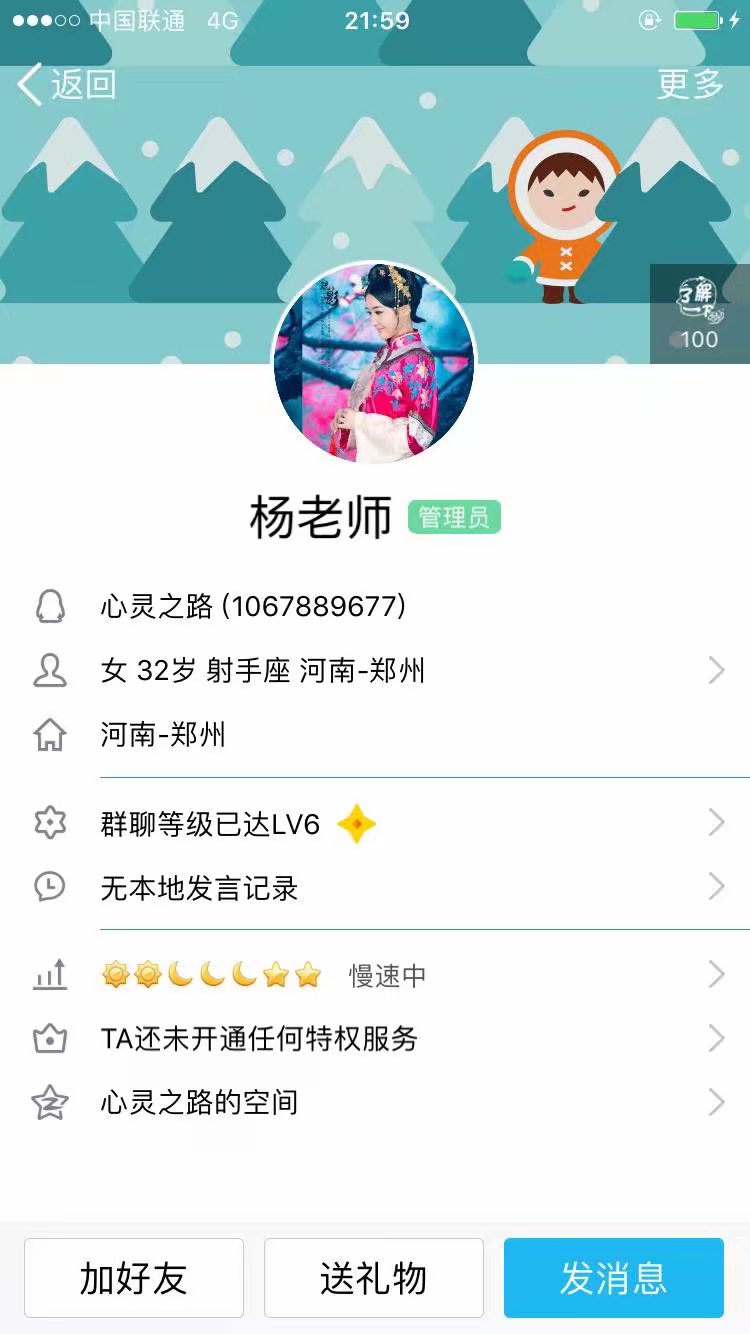 中国联通 4G 21:59
返回 更多
了解
一下
100
杨老师 管理员
心灵之路 (1067889677)
女 32岁 射手座 河南-郑州
河南-郑州
群聊等级已达LV6
无本地发言记录
慢速中
TA还未开通任何特权服务
心灵之路的空间
加好友 送礼物 发消息